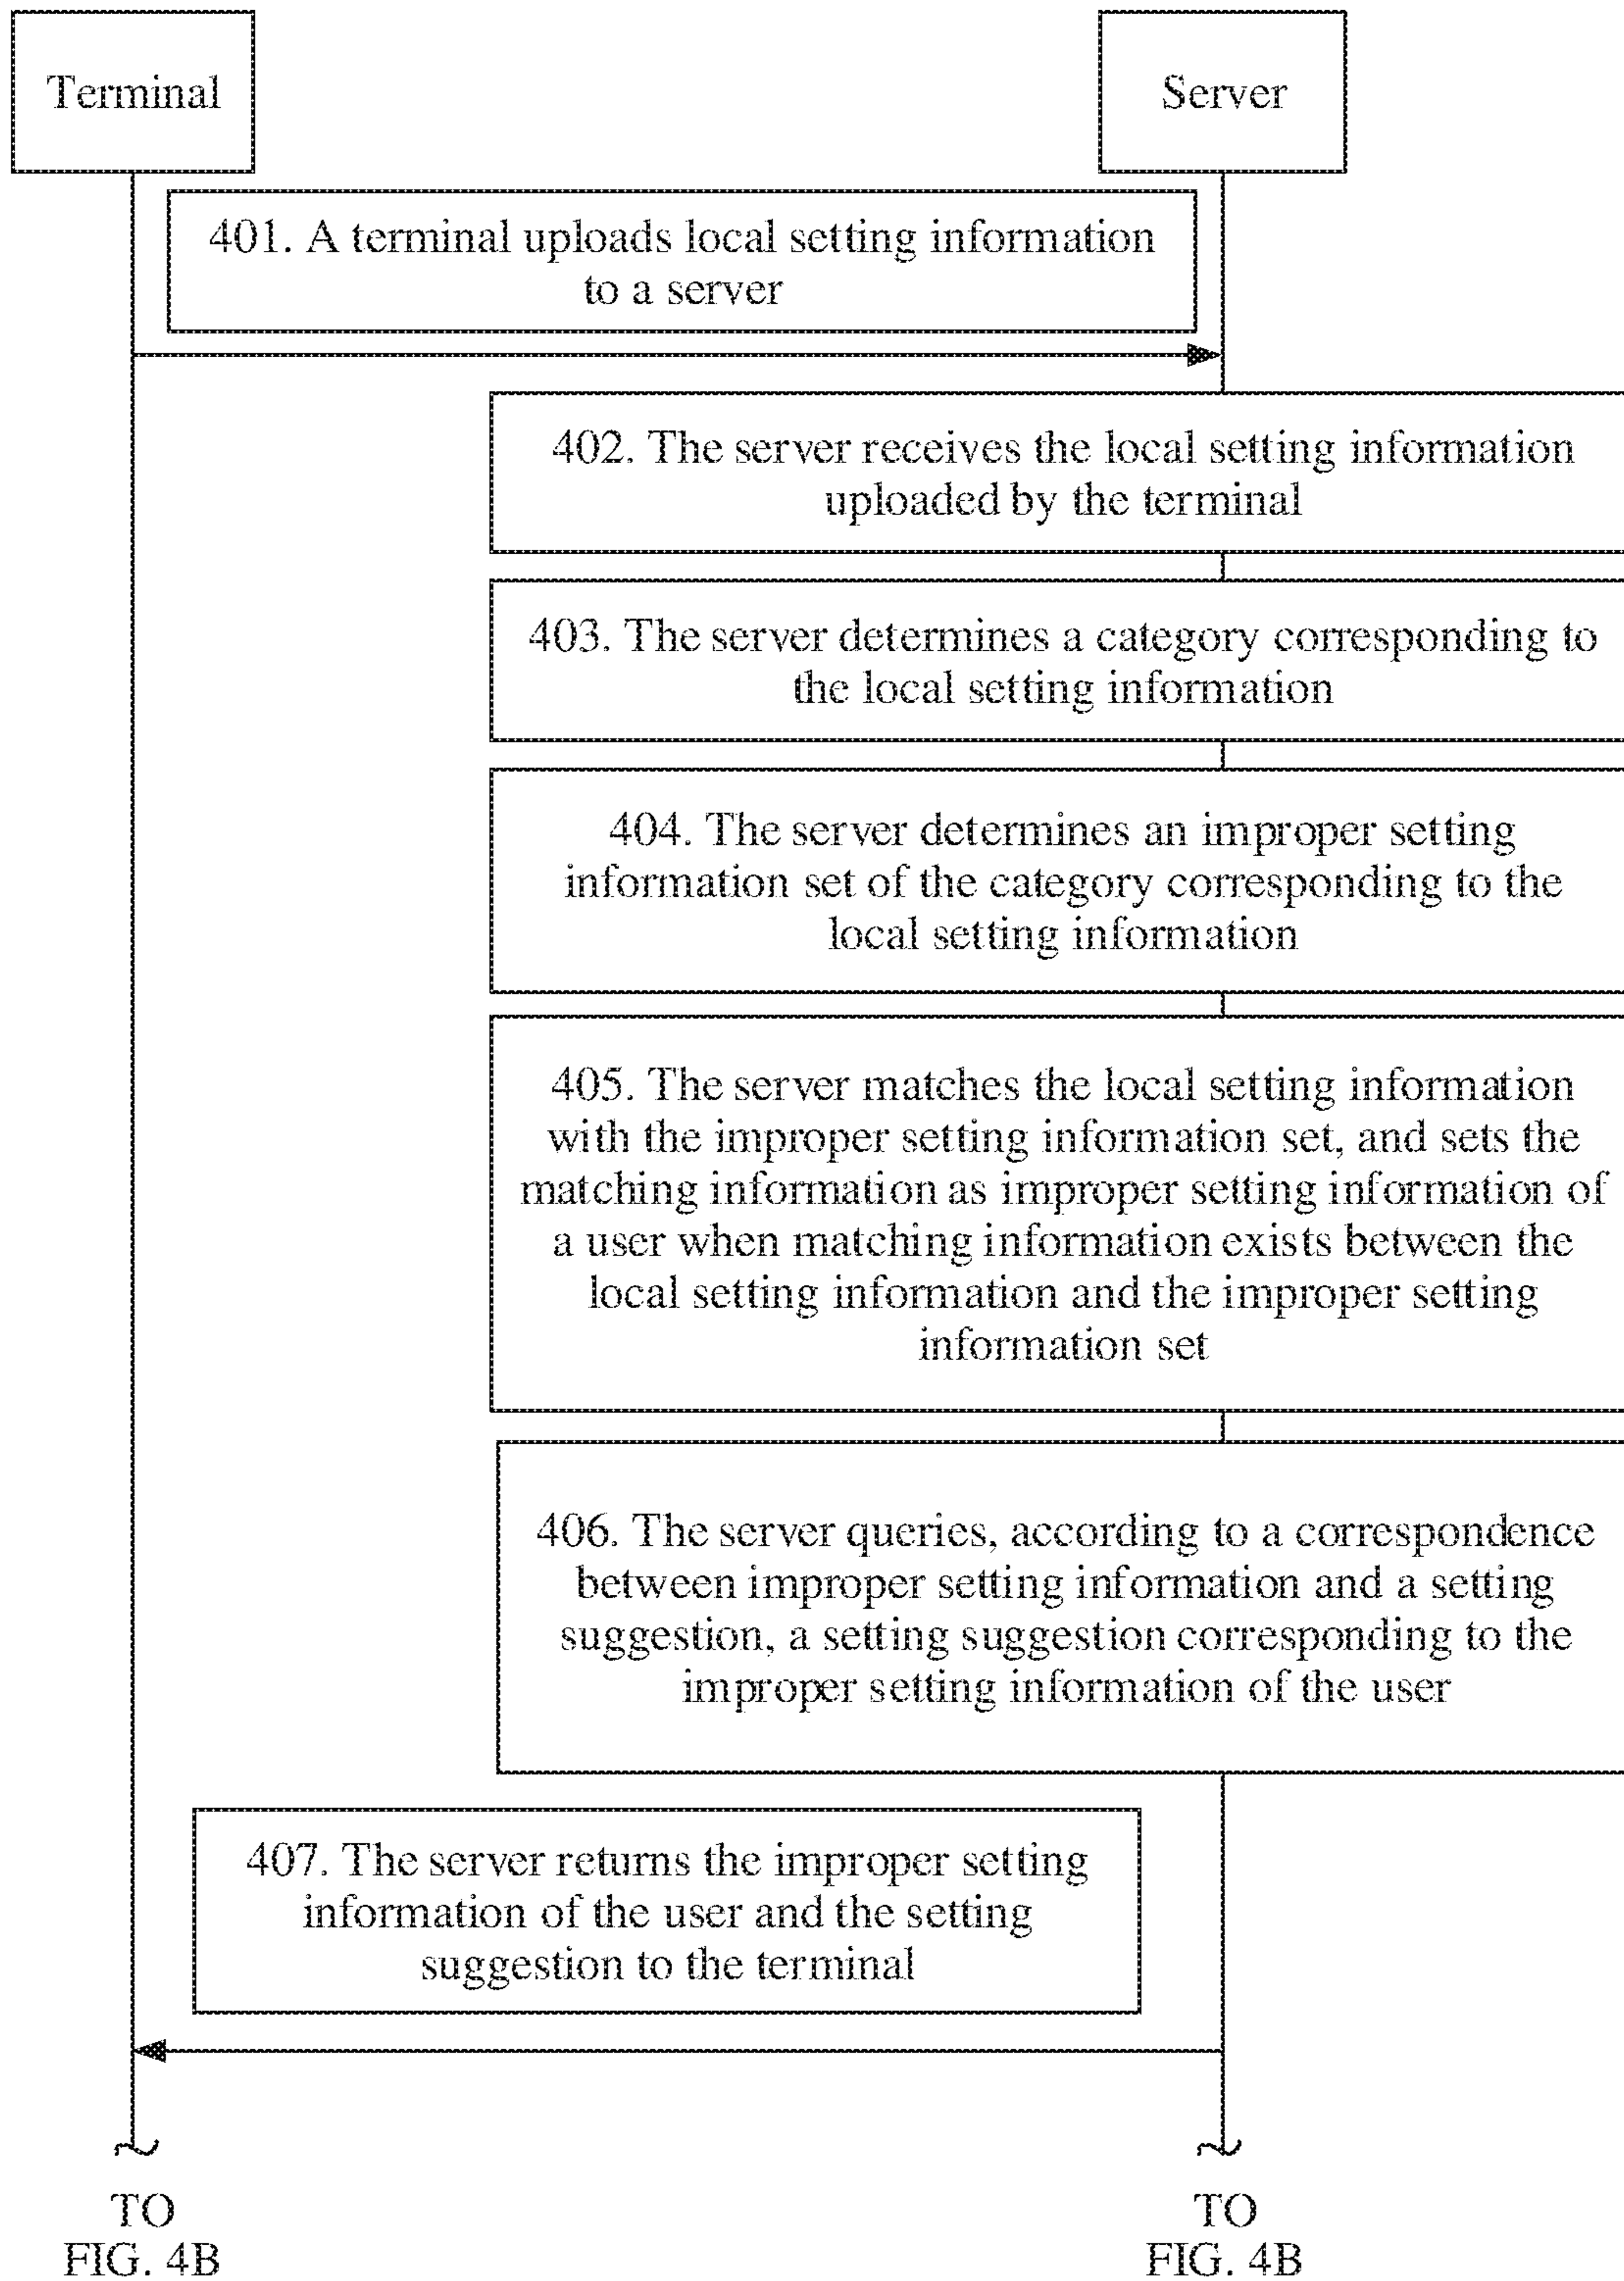 Terminal
Server
401. A terminal uploads local setting information
to a server
402. The server receives the local setting information
uploaded by the terminal
403. The server determines a category corresponding to
the local setting information
404. The server determines an improper setting
information set of the category corresponding to the
local setting information
405. The server matches the local setting information
with the improper setting information set, and sets the
matching information as improper setting information of
a user when matching information exists between the
local setting information and the improper setting
information set
406. The server queries, according to a correspondence
between improper setting information and a setting
suggestion, a setting suggestion corresponding to the
improper setting information of the user
407. The server returns the improper setting
information of the user and the setting
suggestion to the terminal
TO
FIG. 4B
TO
FIG. 4B